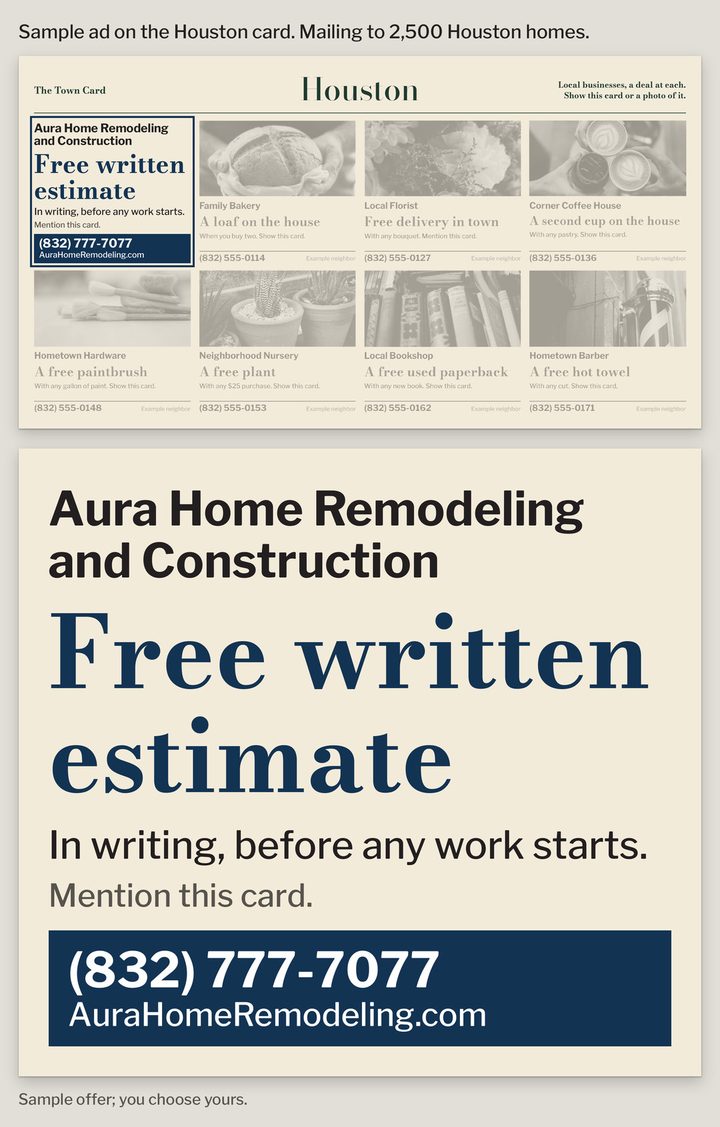 Sample ad on the Houston card. Mailing to 2,500 Houston homes.
The Town Card
Houston
Local businesses, a deal at each.
Show this card or a photo of it.
Aura Home Remodeling
and Construction
Free written
estimate
In writing, before any work starts.
Mention this card.
(832) 777-7077
AuraHomeRemodeling.com
Family Bakery
A loaf on the house
When you buy two. Show this card.
(832) 555-0114
Example neighbor
Local Florist
Free delivery in town
With any bouquet. Mention this card.
(832) 555-0127
Example neighbor
Corner Coffee House
A second cup on the house
With any pastry. Show this card.
(832) 555-0136
Example neighbor
Hometown Hardware
A free paintbrush
With any gallon of paint. Show this card.
(832) 555-0148
Example neighbor
Neighborhood Nursery
A free plant
With any $25 purchase. Show this card.
(832) 555-0153
Example neighbor
Local Bookshop
A free used paperback
With any new book. Show this card.
(832) 555-0162
Example neighbor
Hometown Barber
A free hot towel
With any cut. Show this card.
(832) 555-0171
Example neighbor
Aura Home Remodeling
and Construction
Free written
estimate
In writing, before any work starts.
Mention this card.
(832) 777-7077
AuraHomeRemodeling.com
Sample offer; you choose yours.